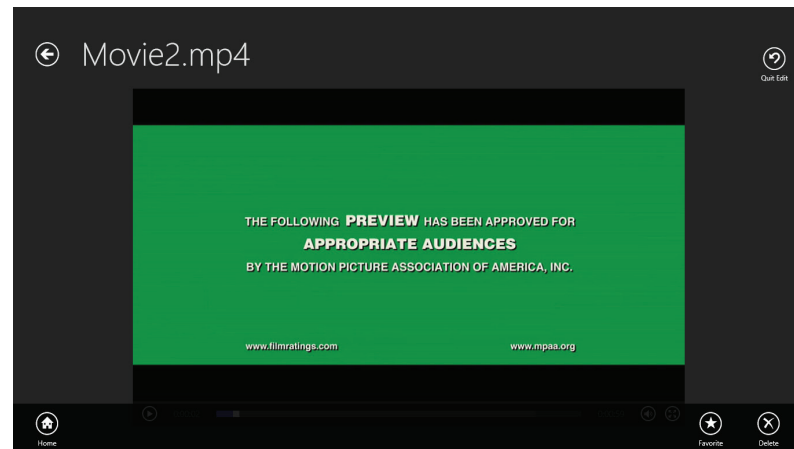 Movie2.mp4
Quit Edit
THE FOLLOWING PREVIEW HAS BEEN APPROVED FOR
APPROPRIATE AUDIENCES
BY THE MOTION PICTURE ASSOCIATION OF AMERICA, INC.
www.filmratings.com www.mpaa.org
Home Favorite Delete